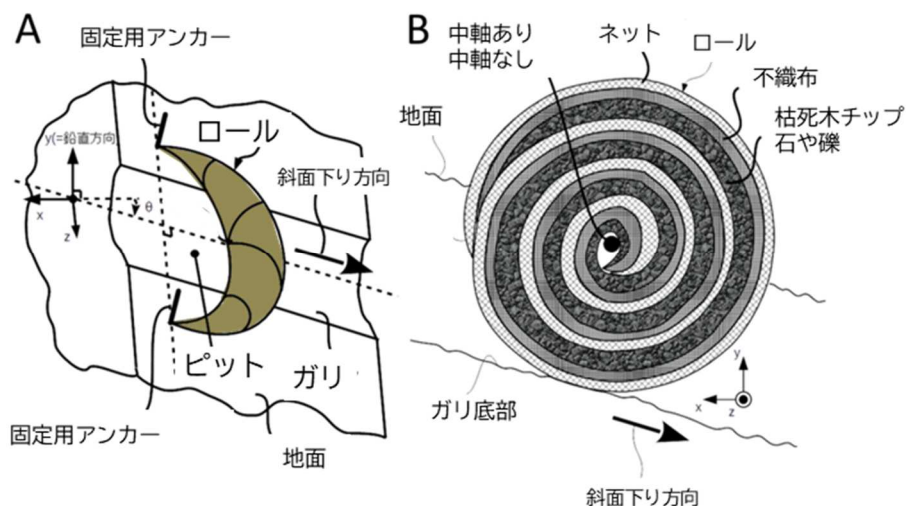 A
固定用アンカー
ロール
y(=鉛直方向
斜面下り方向
θ
x
z
ピット
ガリ
固定用アンカー
地面
B
中軸あり
中軸なし
ネット
ロール
不織布
枯死木チップ
石や礫
地面
ガリ底部
y
x
z
斜面下り方向